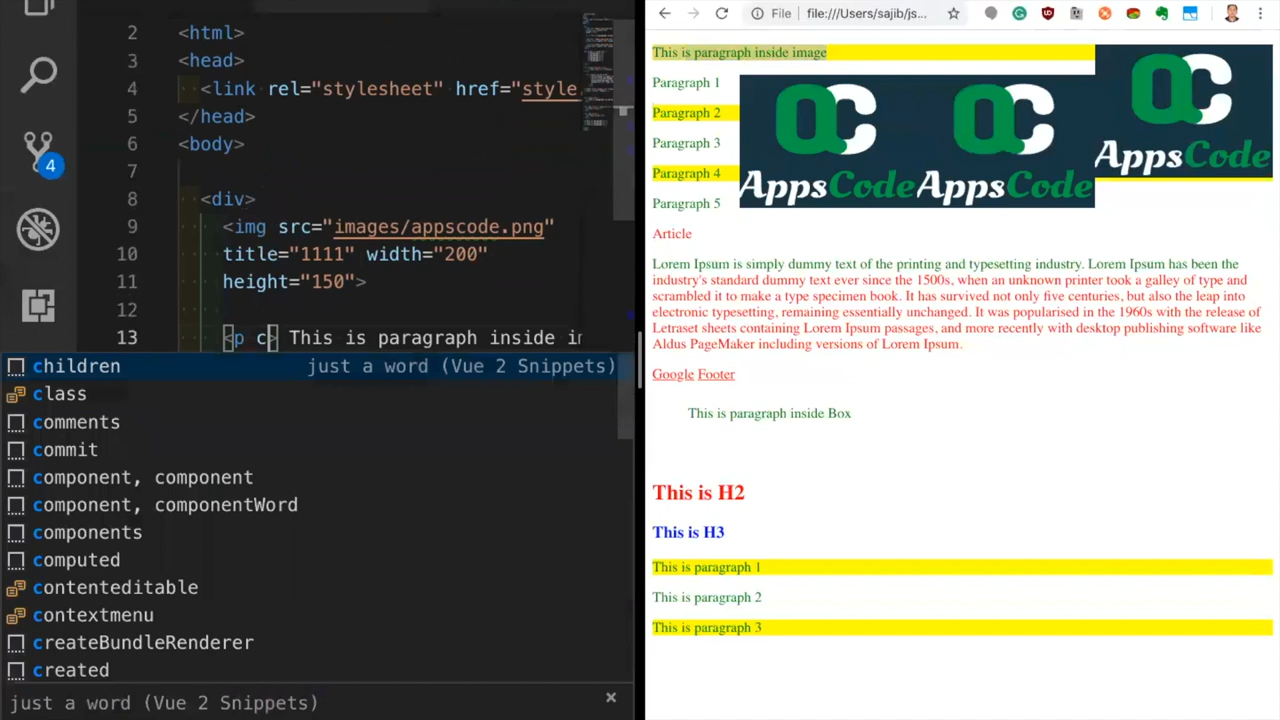 2 <html>
3 <head>
4 <link rel="stylesheet" href="style.
5 </head>
6 <body>
7
8 <div>
9 <img src="images/appscode.png"
10 title="1111" width="200"
height="150">
12
13 <p c> This is paragraph inside im
4
children just a word (Vue 2 Snippets)
class
comments
commit
component, component
component, componentWord
components
computed
contenteditable
contextmenu
createBundleRenderer
created
just a word (Vue 2 Snippets)
File file:///Users/sajib/js...
This is paragraph inside image
Paragraph 1
Paragraph 2
Paragraph 3
Paragraph 4
Paragraph 5
QC
AppsCode
QC
AppsCode
QC
AppsCode
Article
Lorem Ipsum is simply dummy text of the printing and typesetting industry. Lorem Ipsum has been the
industry's standard dummy text ever since the 1500s, when an unknown printer took a galley of type and
scrambled it to make a type specimen book. It has survived not only five centuries, but also the leap into
electronic typesetting, remaining essentially unchanged. It was popularised in the 1960s with the release of
Letraset sheets containing Lorem Ipsum passages, and more recently with desktop publishing software like
Aldus PageMaker including versions of Lorem Ipsum.
Google Footer
This is paragraph inside Box
This is H2
This is H3
This is paragraph 1
This is paragraph 2
This is paragraph 3